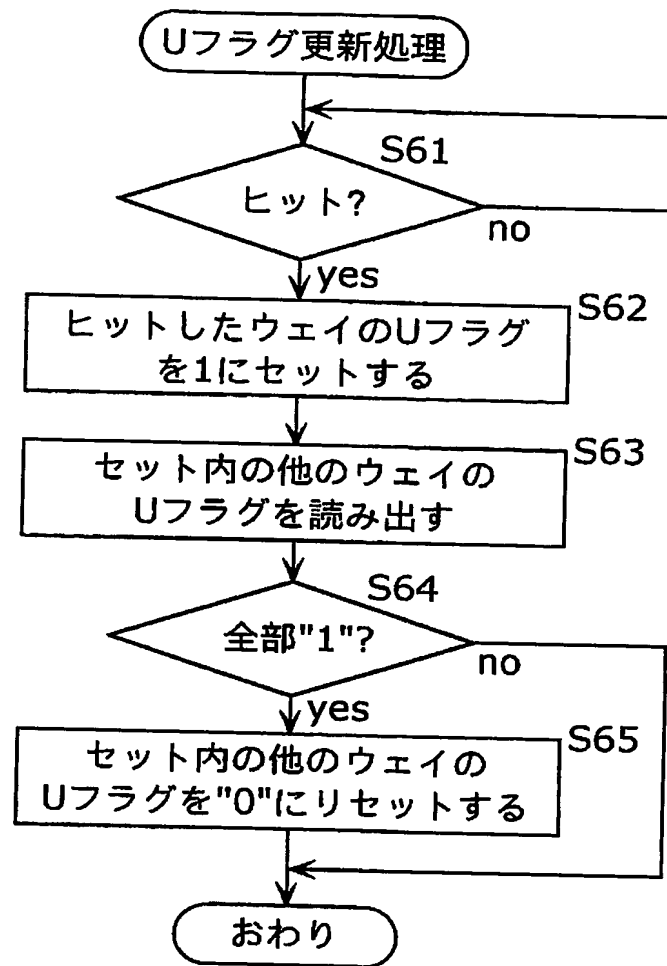 Uフラグ更新処理
S61
ヒット?
no
yes
S62
ヒットしたウェイのUフラグ
を1にセットする
S63
セット内の他のウェイの
Uフラグを読み出す
S64
全部"1"?
no
yes
S65
セット内の他のウェイの
Uフラグを"0"にリセットする
おわり